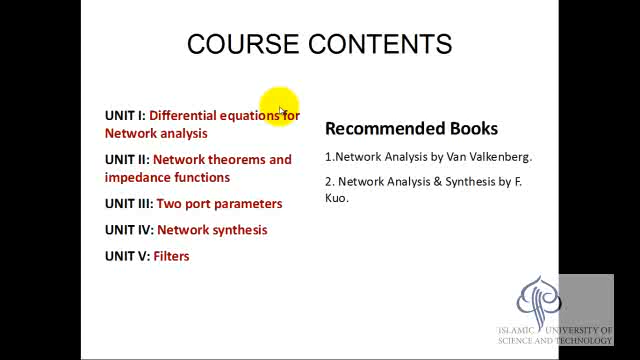 COURSE CONTENTS
UNIT I: Differential equations for
Network analysis
UNIT II: Network theorems and
impedance functions
UNIT III: Two port parameters
UNIT IV: Network synthesis
UNIT V: Filters
Recommended Books
1.Network Analysis by Van Valkenberg.
2. Network Analysis & Synthesis by F.
Kuo.
ISLAMIC UNIVERSITY OF
SCIENCE AND TECHNOLOGY